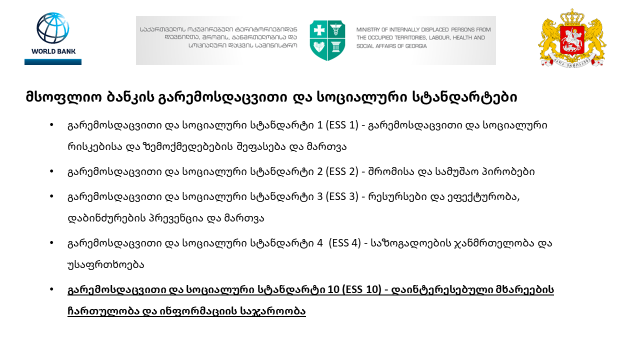 WORLD BANK
საქართველოს ოკუპირებული ტერიტორიებიდან
დევნილთა, შრომის, ჯანმრთელობისა და
სოციალური დაცვის სამინისტრო
MINISTRY OF INTERNALLY DISPLACED PERSONS FROM
THE OCCUPIED TERRITORIES, LABOUR, HEALTH AND
SOCIAL AFFAIRS OF GEORGIA
მსოფლიო ბანკის გარემოსდაცვითი და სოციალური სტანდარტები
• გარემოსდაცვითი და სოციალური სტანდარტი 1 (ESS 1) - გარემოსდაცვითი და სოციალური
რისკებისა და ზემოქმედებების შეფასება და მართვა
• გარემოსდაცვითი და სოციალური სტანდარტი 2 (ESS 2) - შრომისა და სამუშაო პირობები
• გარემოსდაცვითი და სოციალური სტანდარტი 3 (ESS 3) - რესურსები და ეფექტურობა,
დაბინძურების პრევენცია და მართვა
• გარემოსდაცვითი და სოციალური სტანდარტი 4 (ESS 4) - საზოგადოების ჯანმრთელობა და
უსაფრთხოება
• გარემოსდაცვითი და სოციალური სტანდარტი 10 (ESS 10) - დაინტერესებული მხარეების
ჩართულობა და ინფორმაციის საჯაროობა